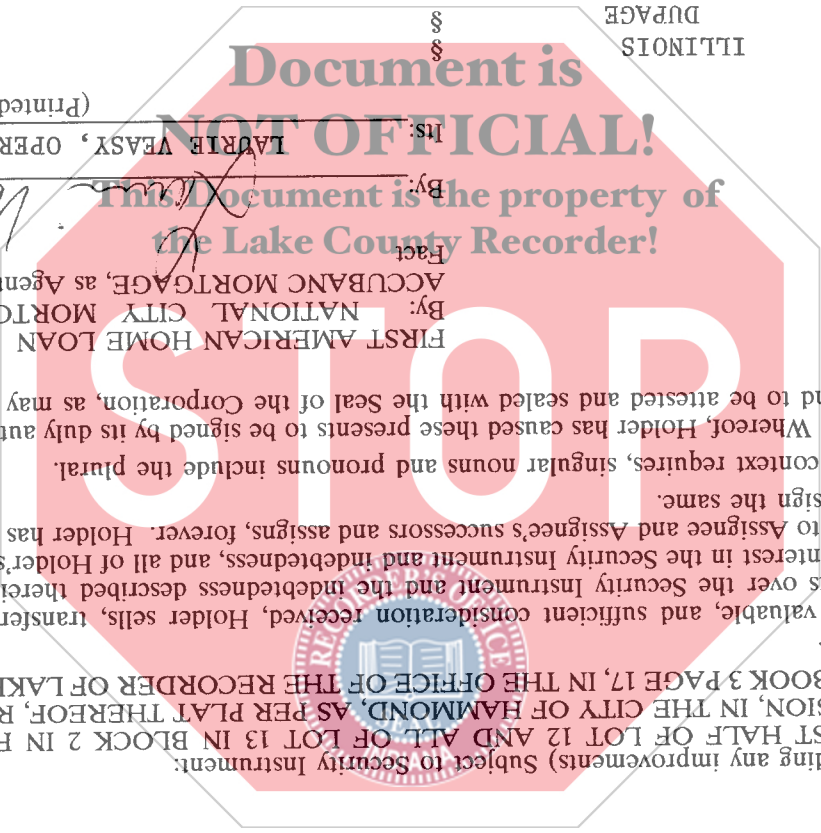 Document is
NOT OFFICIAL!
This Document is the property of
the Lake County Recorder!
STOP
RECORDER'S OFFICE
INDIANA
ding any improvements) Subject to Security Instrument:
ST HALF OF LOT 12 AND ALL OF LOT 13 IN BLOCK 2 IN F
SION, IN THE CITY OF HAMMOND, AS PER PLAT THEREOF, R
BOOK 3 PAGE 17, IN THE OFFICE OF THE RECORDER OF LAKE
.
valuable, and sufficient consideration received, Holder sells, transfer
s over the Security Instrument and the indebtedness described therei
interest in the Security Instrument and indebtedness, and all of Holder's
to Assignee and Assignee's successors and assigns, forever. Holder has
sign the same.
context requires, singular nouns and pronouns include the plural.
Whereof, Holder has caused these presents to be signed by its duly aut
nd to be attested and sealed with the Seal of the Corporation, as may
FIRST AMERICAN HOME LOAN
By: NATIONAL CITY MORTG
ACCUBANC MORTGAGE, as Agent
Fact
By:
Its: LAURIE VEASY, OPER
(Printed
ILLINOIS §
DUPAGE §